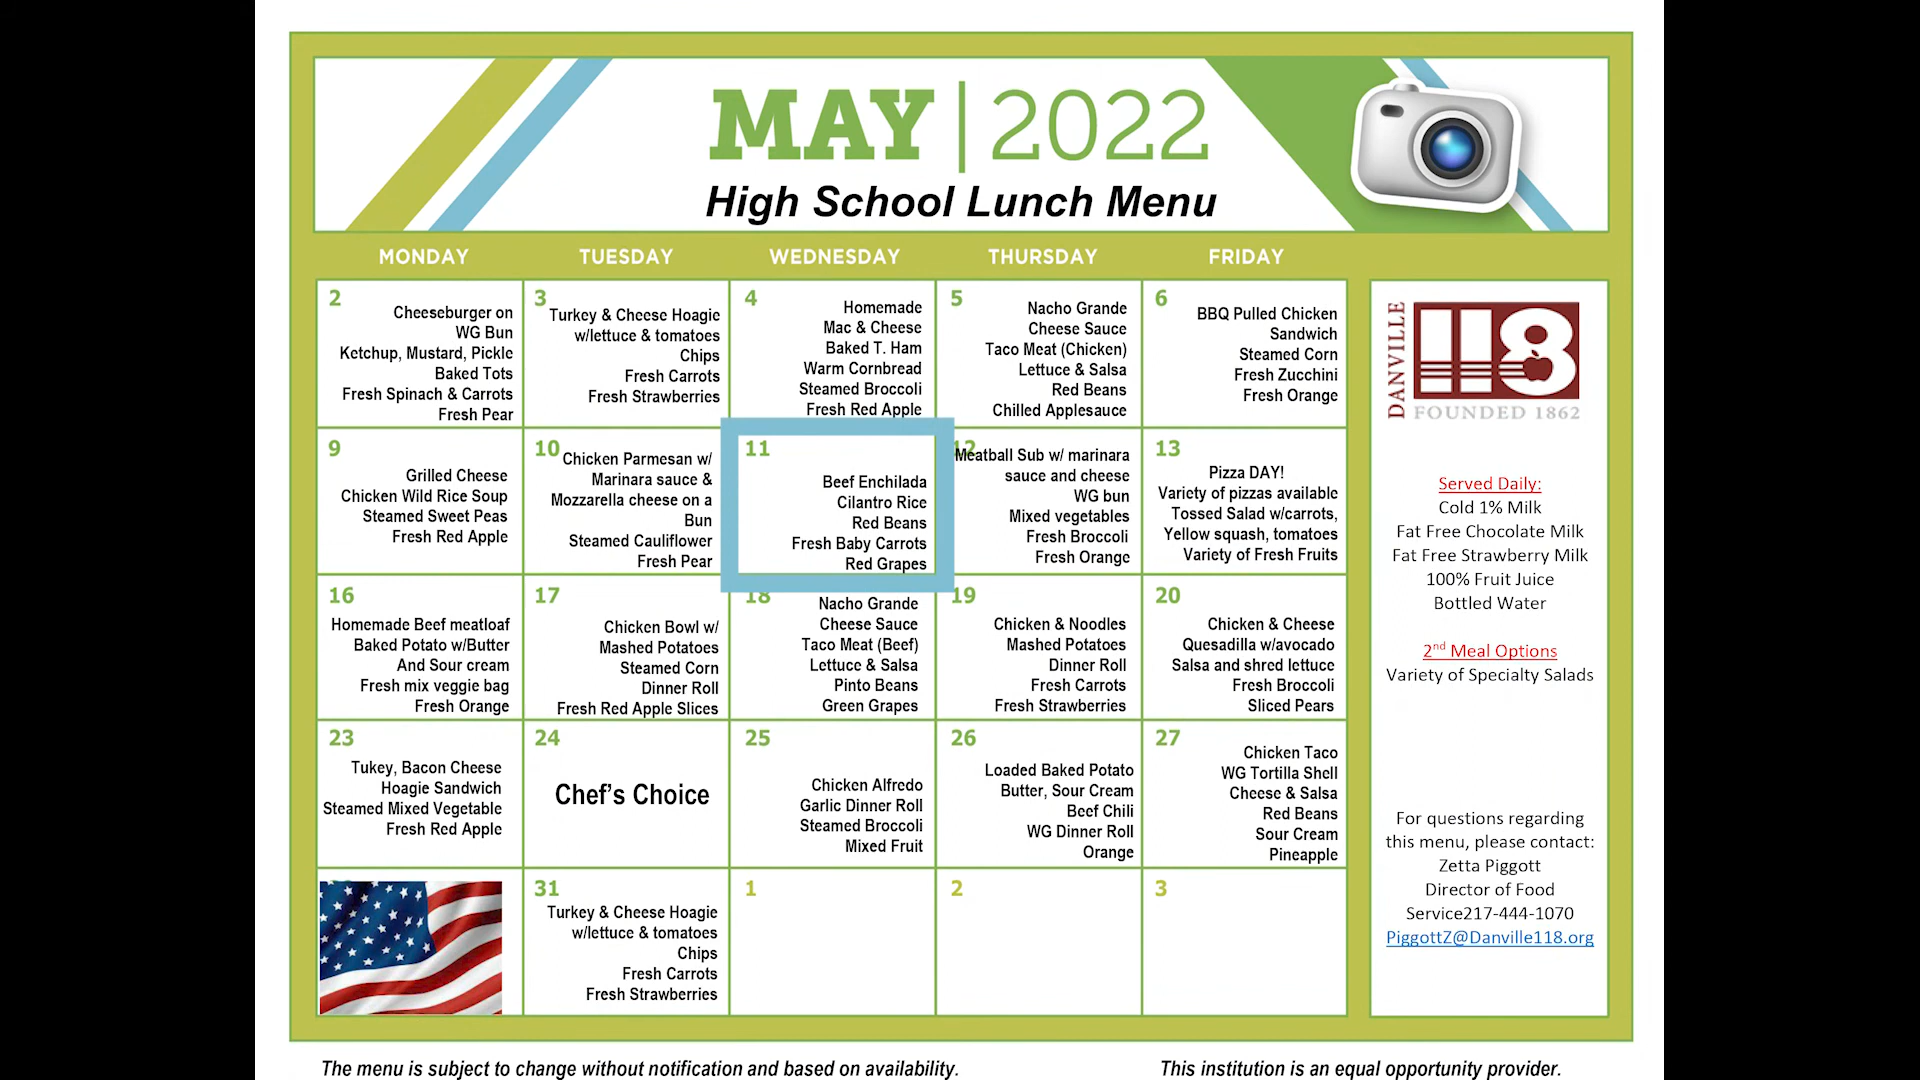 MAY | 2022
High School Lunch Menu
MONDAY
TUESDAY
WEDNESDAY
THURSDAY
FRIDAY
2
Cheeseburger on
WG Bun
Ketchup, Mustard, Pickle
Baked Tots
Fresh Spinach & Carrots
Fresh Pear
3
Turkey & Cheese Hoagie
w/lettuce & tomatoes
Chips
Fresh Carrots
Fresh Strawberries
4
Homemade
Mac & Cheese
Baked T. Ham
Warm Cornbread
Steamed Broccoli
Fresh Red Apple
5
Nacho Grande
Cheese Sauce
Taco Meat (Chicken)
Lettuce & Salsa
Red Beans
Chilled Applesauce
6
BBQ Pulled Chicken
Sandwich
Steamed Corn
Fresh Zucchini
Fresh Orange
9
Grilled Cheese
Chicken Wild Rice Soup
Steamed Sweet Peas
Fresh Red Apple
10
Chicken Parmesan w/
Marinara sauce &
Mozzarella cheese on a
Bun
Steamed Cauliflower
Fresh Pear
11
Beef Enchilada
Cilantro Rice
Red Beans
Fresh Baby Carrots
Red Grapes
12
Meatball Sub w/ marinara
sauce and cheese
WG bun
Mixed vegetables
Fresh Broccoli
Fresh Orange
13
Pizza DAY!
Variety of pizzas available
Tossed Salad w/carrots,
Yellow squash, tomatoes
Variety of Fresh Fruits
16
Homemade Beef meatloaf
Baked Potato w/Butter
And Sour cream
Fresh mix veggie bag
Fresh Orange
17
Chicken Bowl w/
Mashed Potatoes
Steamed Corn
Dinner Roll
Fresh Red Apple Slices
18
Nacho Grande
Cheese Sauce
Taco Meat (Beef)
Lettuce & Salsa
Pinto Beans
Green Grapes
19
Chicken & Noodles
Mashed Potatoes
Dinner Roll
Fresh Carrots
Fresh Strawberries
20
Chicken & Cheese
Quesadilla w/avocado
Salsa and shred lettuce
Fresh Broccoli
Sliced Pears
23
Tukey, Bacon Cheese
Hoagie Sandwich
Steamed Mixed Vegetable
Fresh Red Apple
24
Chef's Choice
25
Chicken Alfredo
Garlic Dinner Roll
Steamed Broccoli
Mixed Fruit
26
Loaded Baked Potato
Butter, Sour Cream
Beef Chili
WG Dinner Roll
Orange
27
Chicken Taco
WG Tortilla Shell
Cheese & Salsa
Red Beans
Sour Cream
Pineapple
31
Turkey & Cheese Hoagie
w/lettuce & tomatoes
Chips
Fresh Carrots
Fresh Strawberries
1
2
3
DANVILLE
118
FOUNDED 1862
Served Daily:
Cold 1% Milk
Fat Free Chocolate Milk
Fat Free Strawberry Milk
100% Fruit Juice
Bottled Water
2nd Meal Options
Variety of Specialty Salads
For questions regarding
this menu, please contact:
Zetta Piggott
Director of Food
Service217-444-1070
PiggottZ@Danville118.org
The menu is subject to change without notification and based on availability.
This institution is an equal opportunity provider.